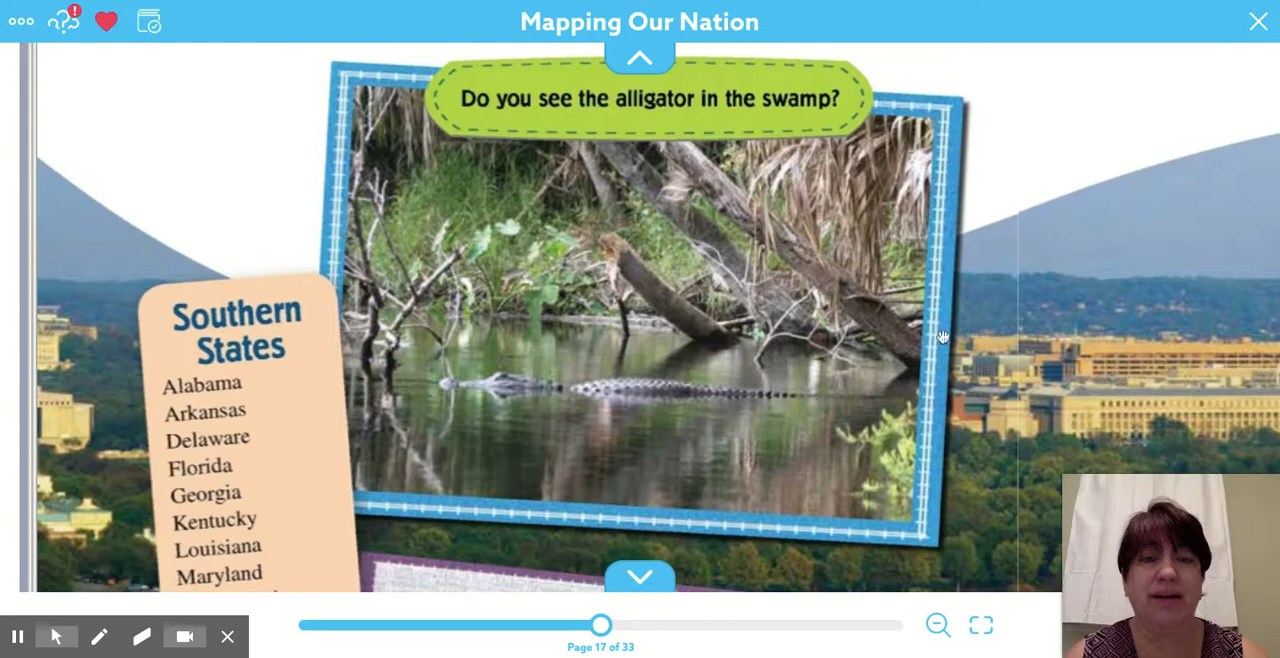 Mapping Our Nation
Do you see the alligator in the swamp?
Southern
States
Alabama
Arkansas
Delaware
Florida
Georgia
Kentucky
Louisiana
Maryland
Page 17 of 33